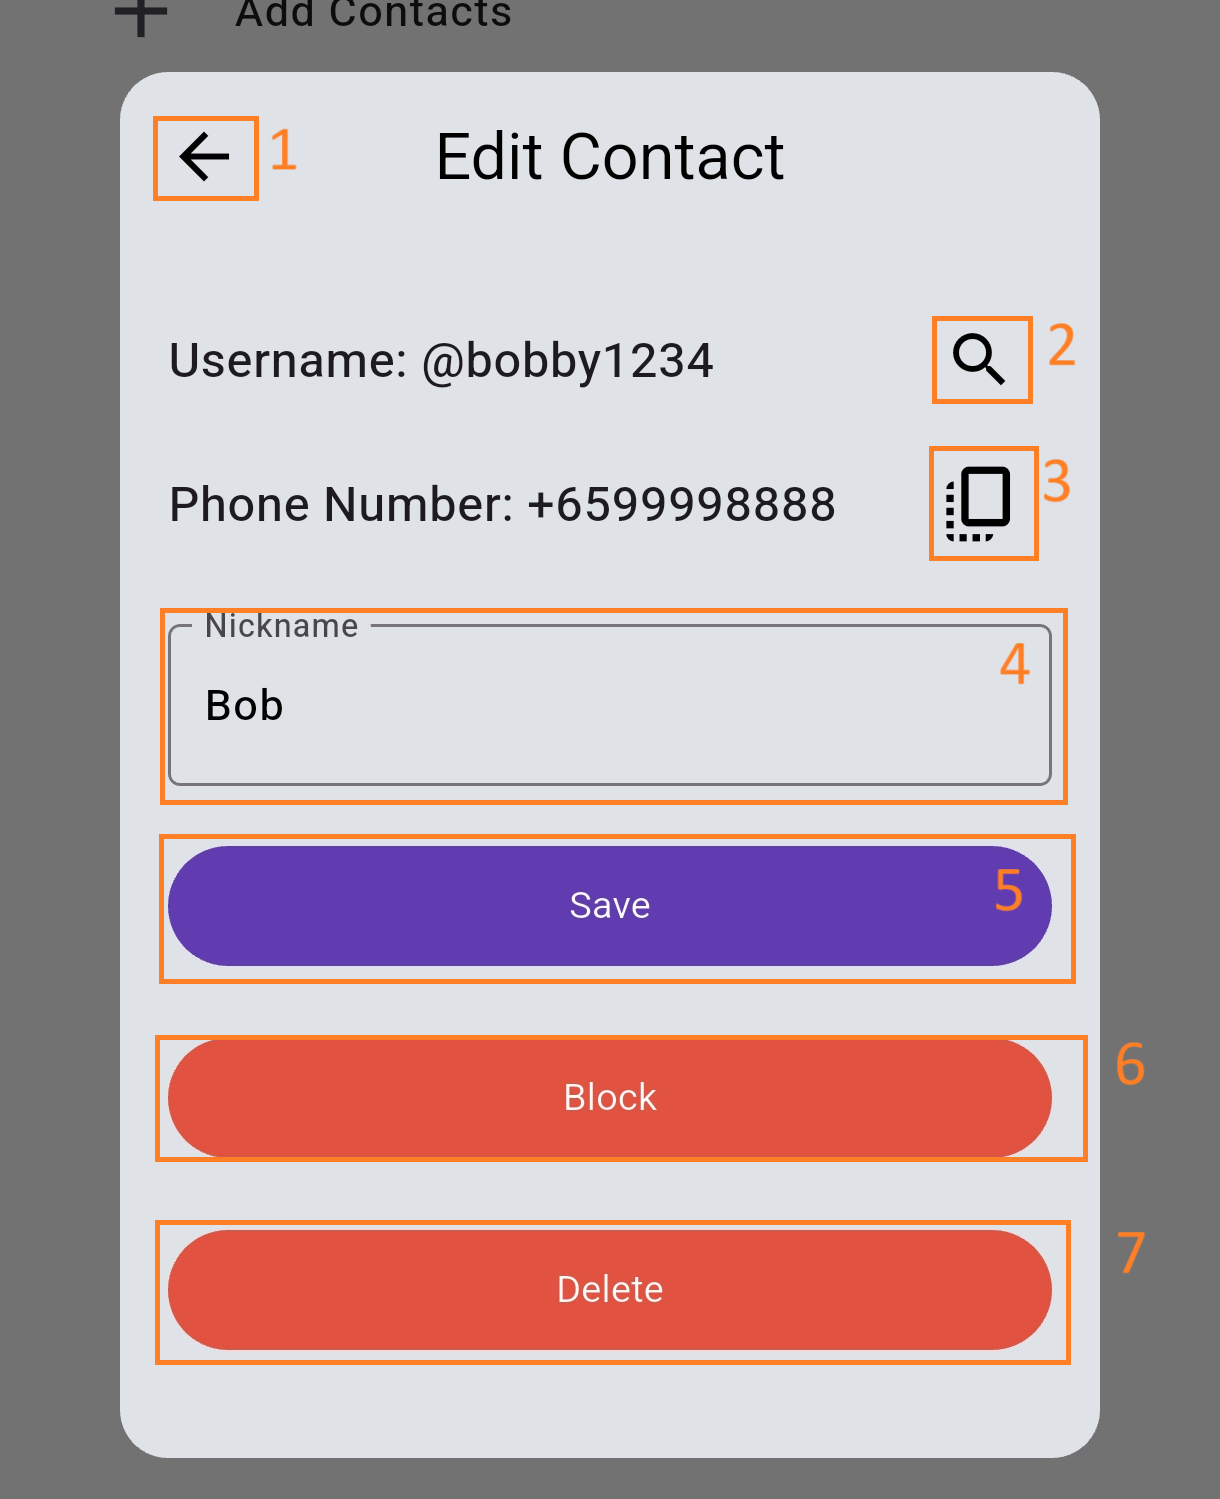 Add Contacts
1
Edit Contact
Username: @bobby1234
2
Phone Number: +6599998888
3
Nickname
4
Bob
Save
5
Block
6
Delete
7